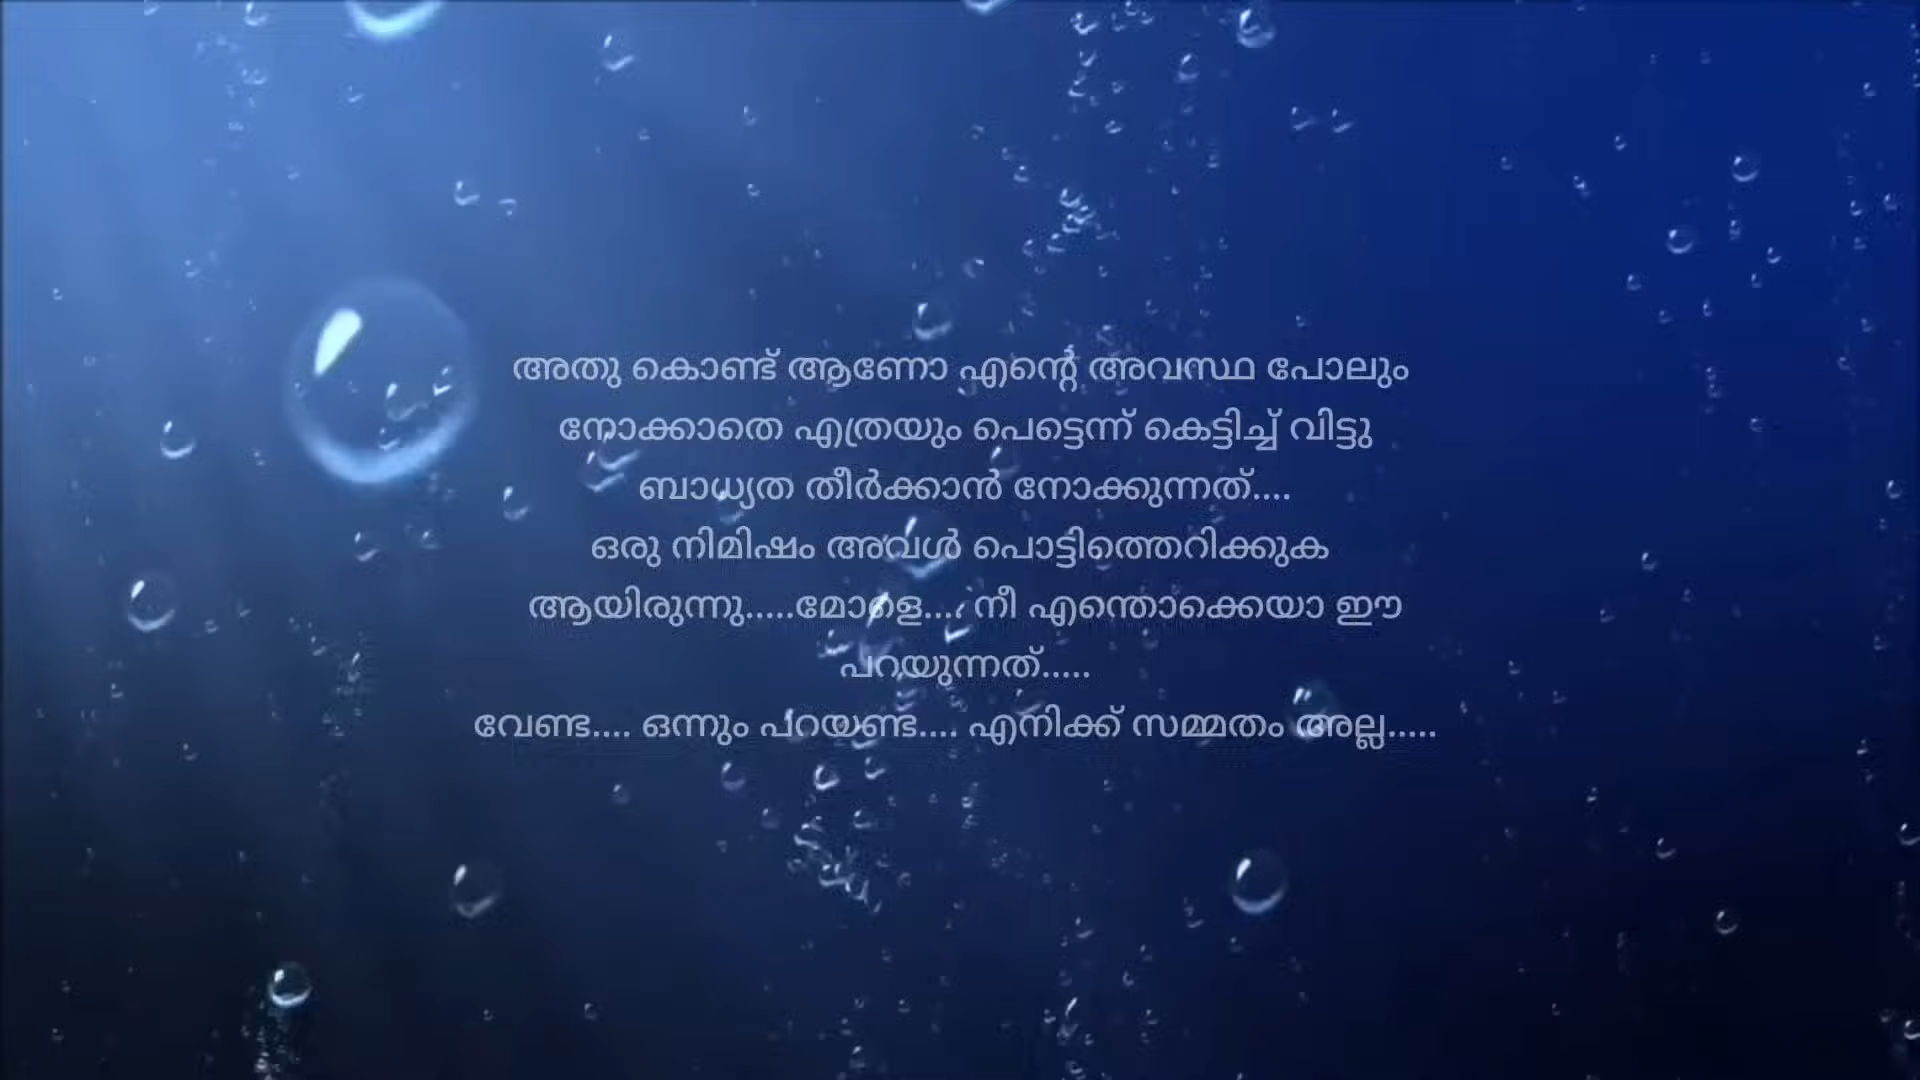 അതു കൊണ്ട് ആണോ എന്റെ അവസ്ഥ പോലും
നോക്കാതെ എത്രയും പെട്ടെന്ന് കെട്ടിച്ച് വിട്ടു
ബാധ്യത തീർക്കാൻ നോക്കുന്നത്....
ഒരു നിമിഷം അവൾ പൊട്ടിത്തെറിക്കുക
ആയിരുന്നു.....മോളെ.... നീ എന്തൊക്കെയാ ഈ
പറയുന്നത്.....
വേണ്ട.... ഒന്നും പറയണ്ട.... എനിക്ക് സമ്മതം അല്ല.....